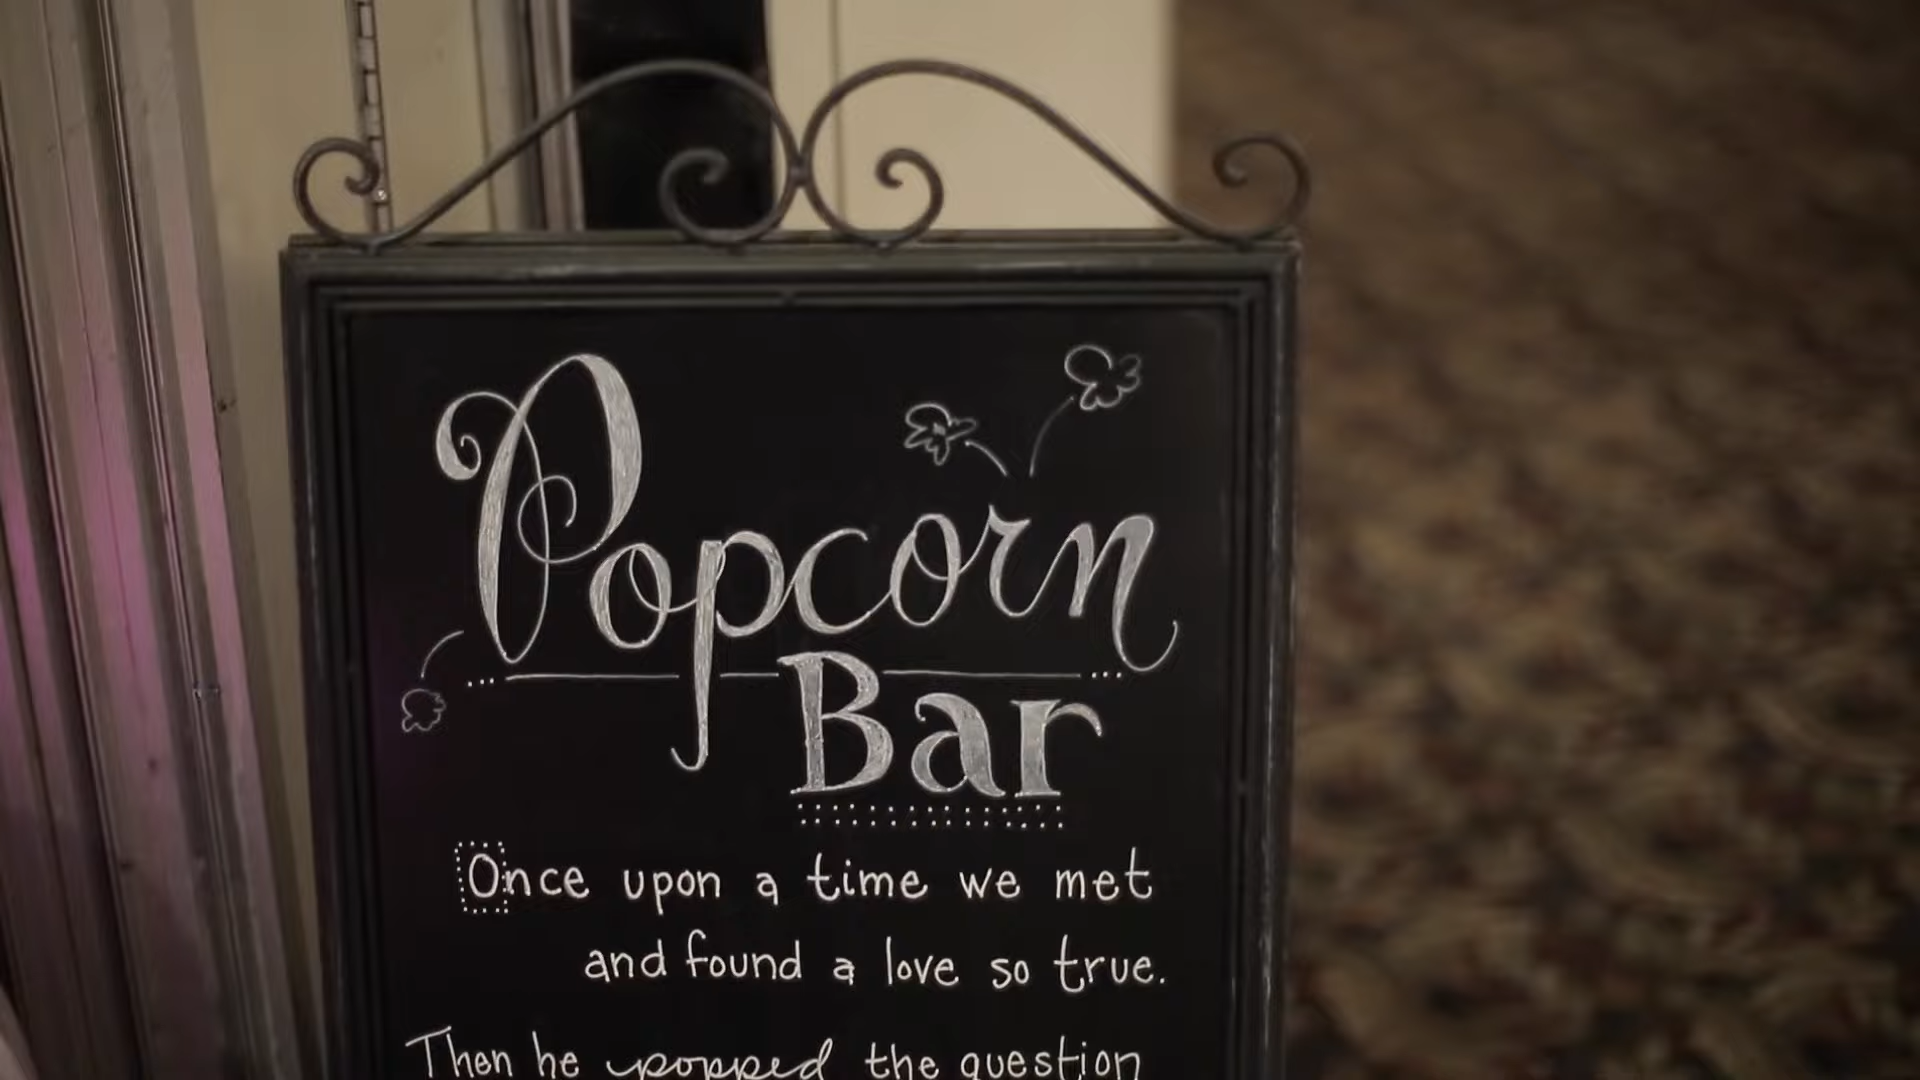 Popcorn
Bar
Once upon a time we met
and found a love so true.
Then he popped the question